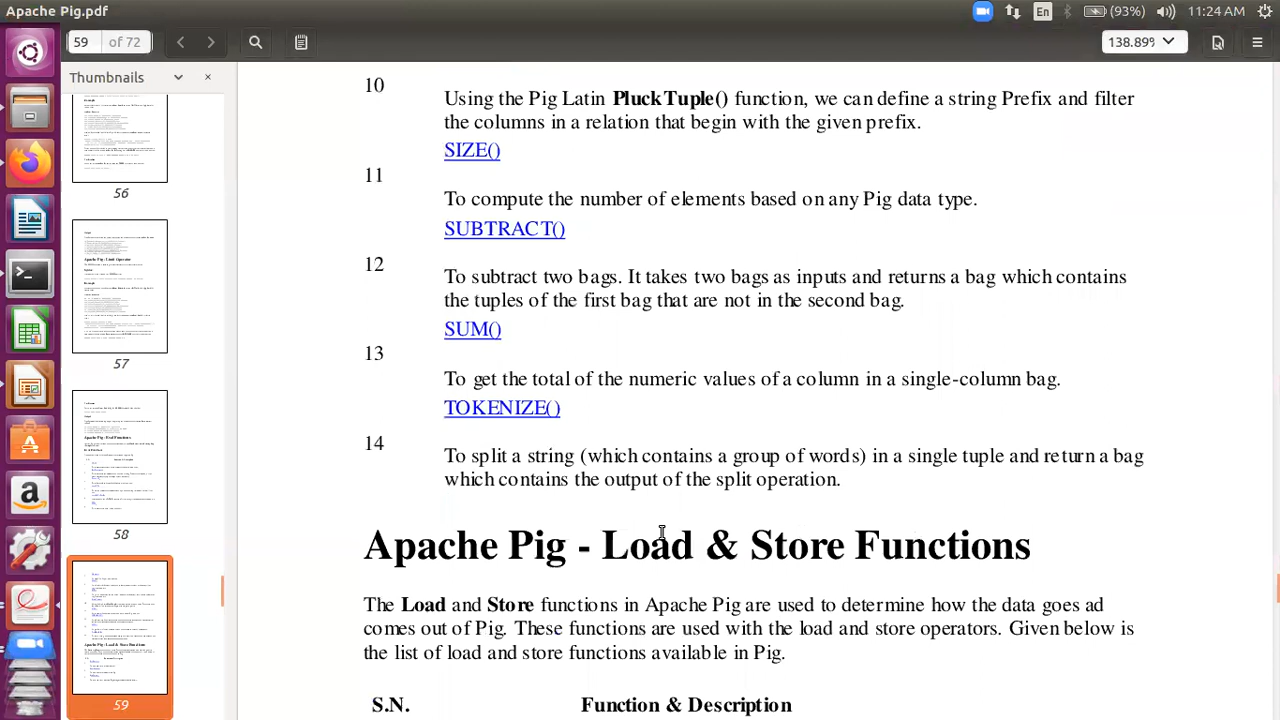 Apache Pig.pdf
En
(93%)
11:24 AM
59
of 72
138.89%
Thumbnails
56
57
58
59
10
Using the Pig Latin PluckTuple() function, we can define a string Prefix and filter
the columns in a relation that begin with the given prefix.
SIZE()
11
To compute the number of elements based on any Pig data type.
SUBTRACT()
12
To subtract two bags. It takes two bags as inputs and returns a bag which contains
the tuples of the first bag that are not in the second bag.
SUM()
13
To get the total of the numeric values of a column in a single-column bag.
TOKENIZE()
14
To split a string (which contains a group of words) in a single tuple and return a bag
which contains the output of the split operation.
Apache Pig - Load & Store Functions
The Load and Store functions in Apache Pig are used to determine how the data goes ad
comes out of Pig. These functions are used with the load and store operators. Given below is
the list of load and store functions available in Pig.
S.N.
Function & Description